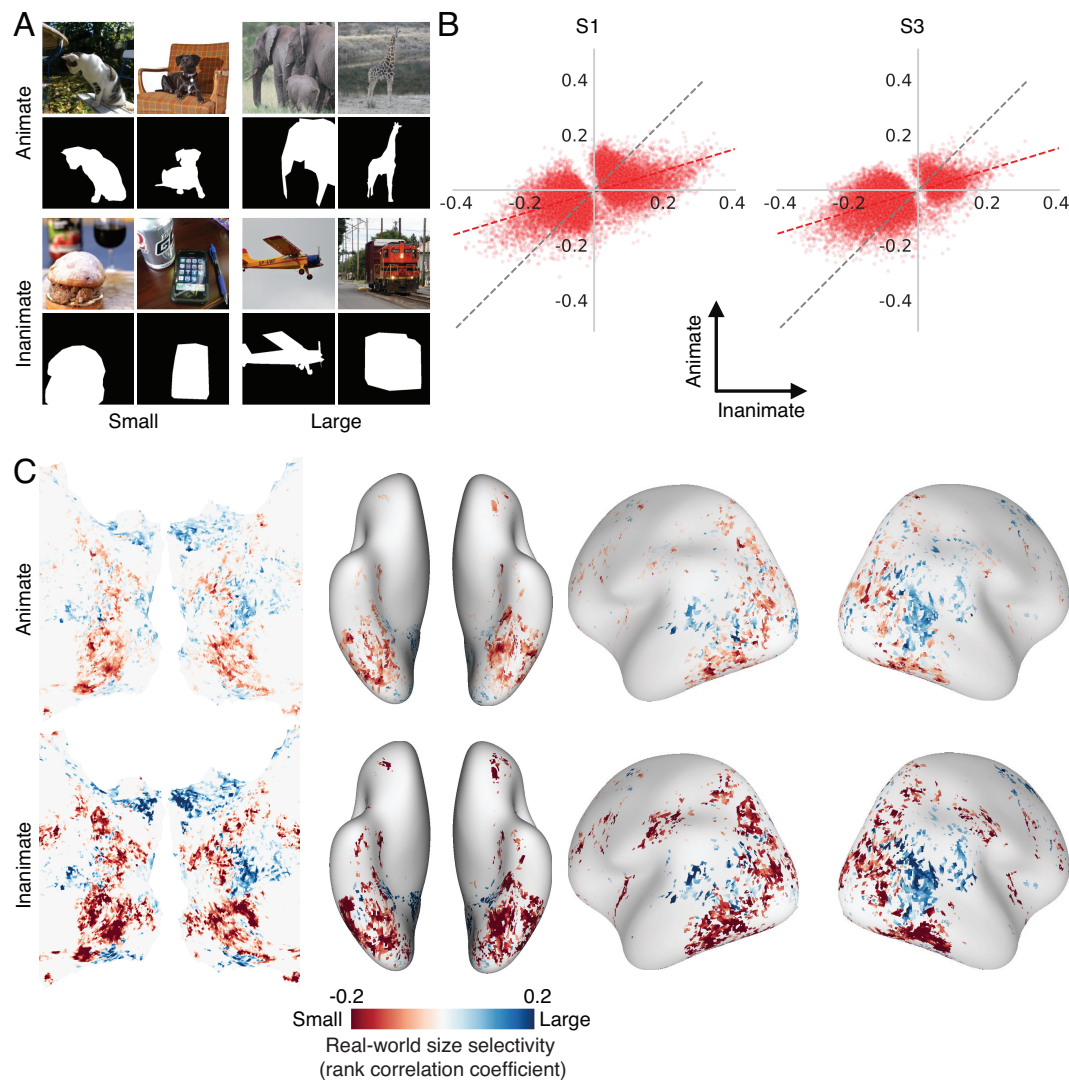 A
B
S1
S3
Animate
Inanimate
Small
Large
0.4
0.2
-0.4
-0.2
0.2
0.4
-0.2
-0.4
0.4
0.2
-0.4
-0.2
0.2
0.4
-0.2
-0.4
Animate
Inanimate
C
Animate
Inanimate
-0.2
0.2
Small
Large
Real-world size selectivity
(rank correlation coefficient)